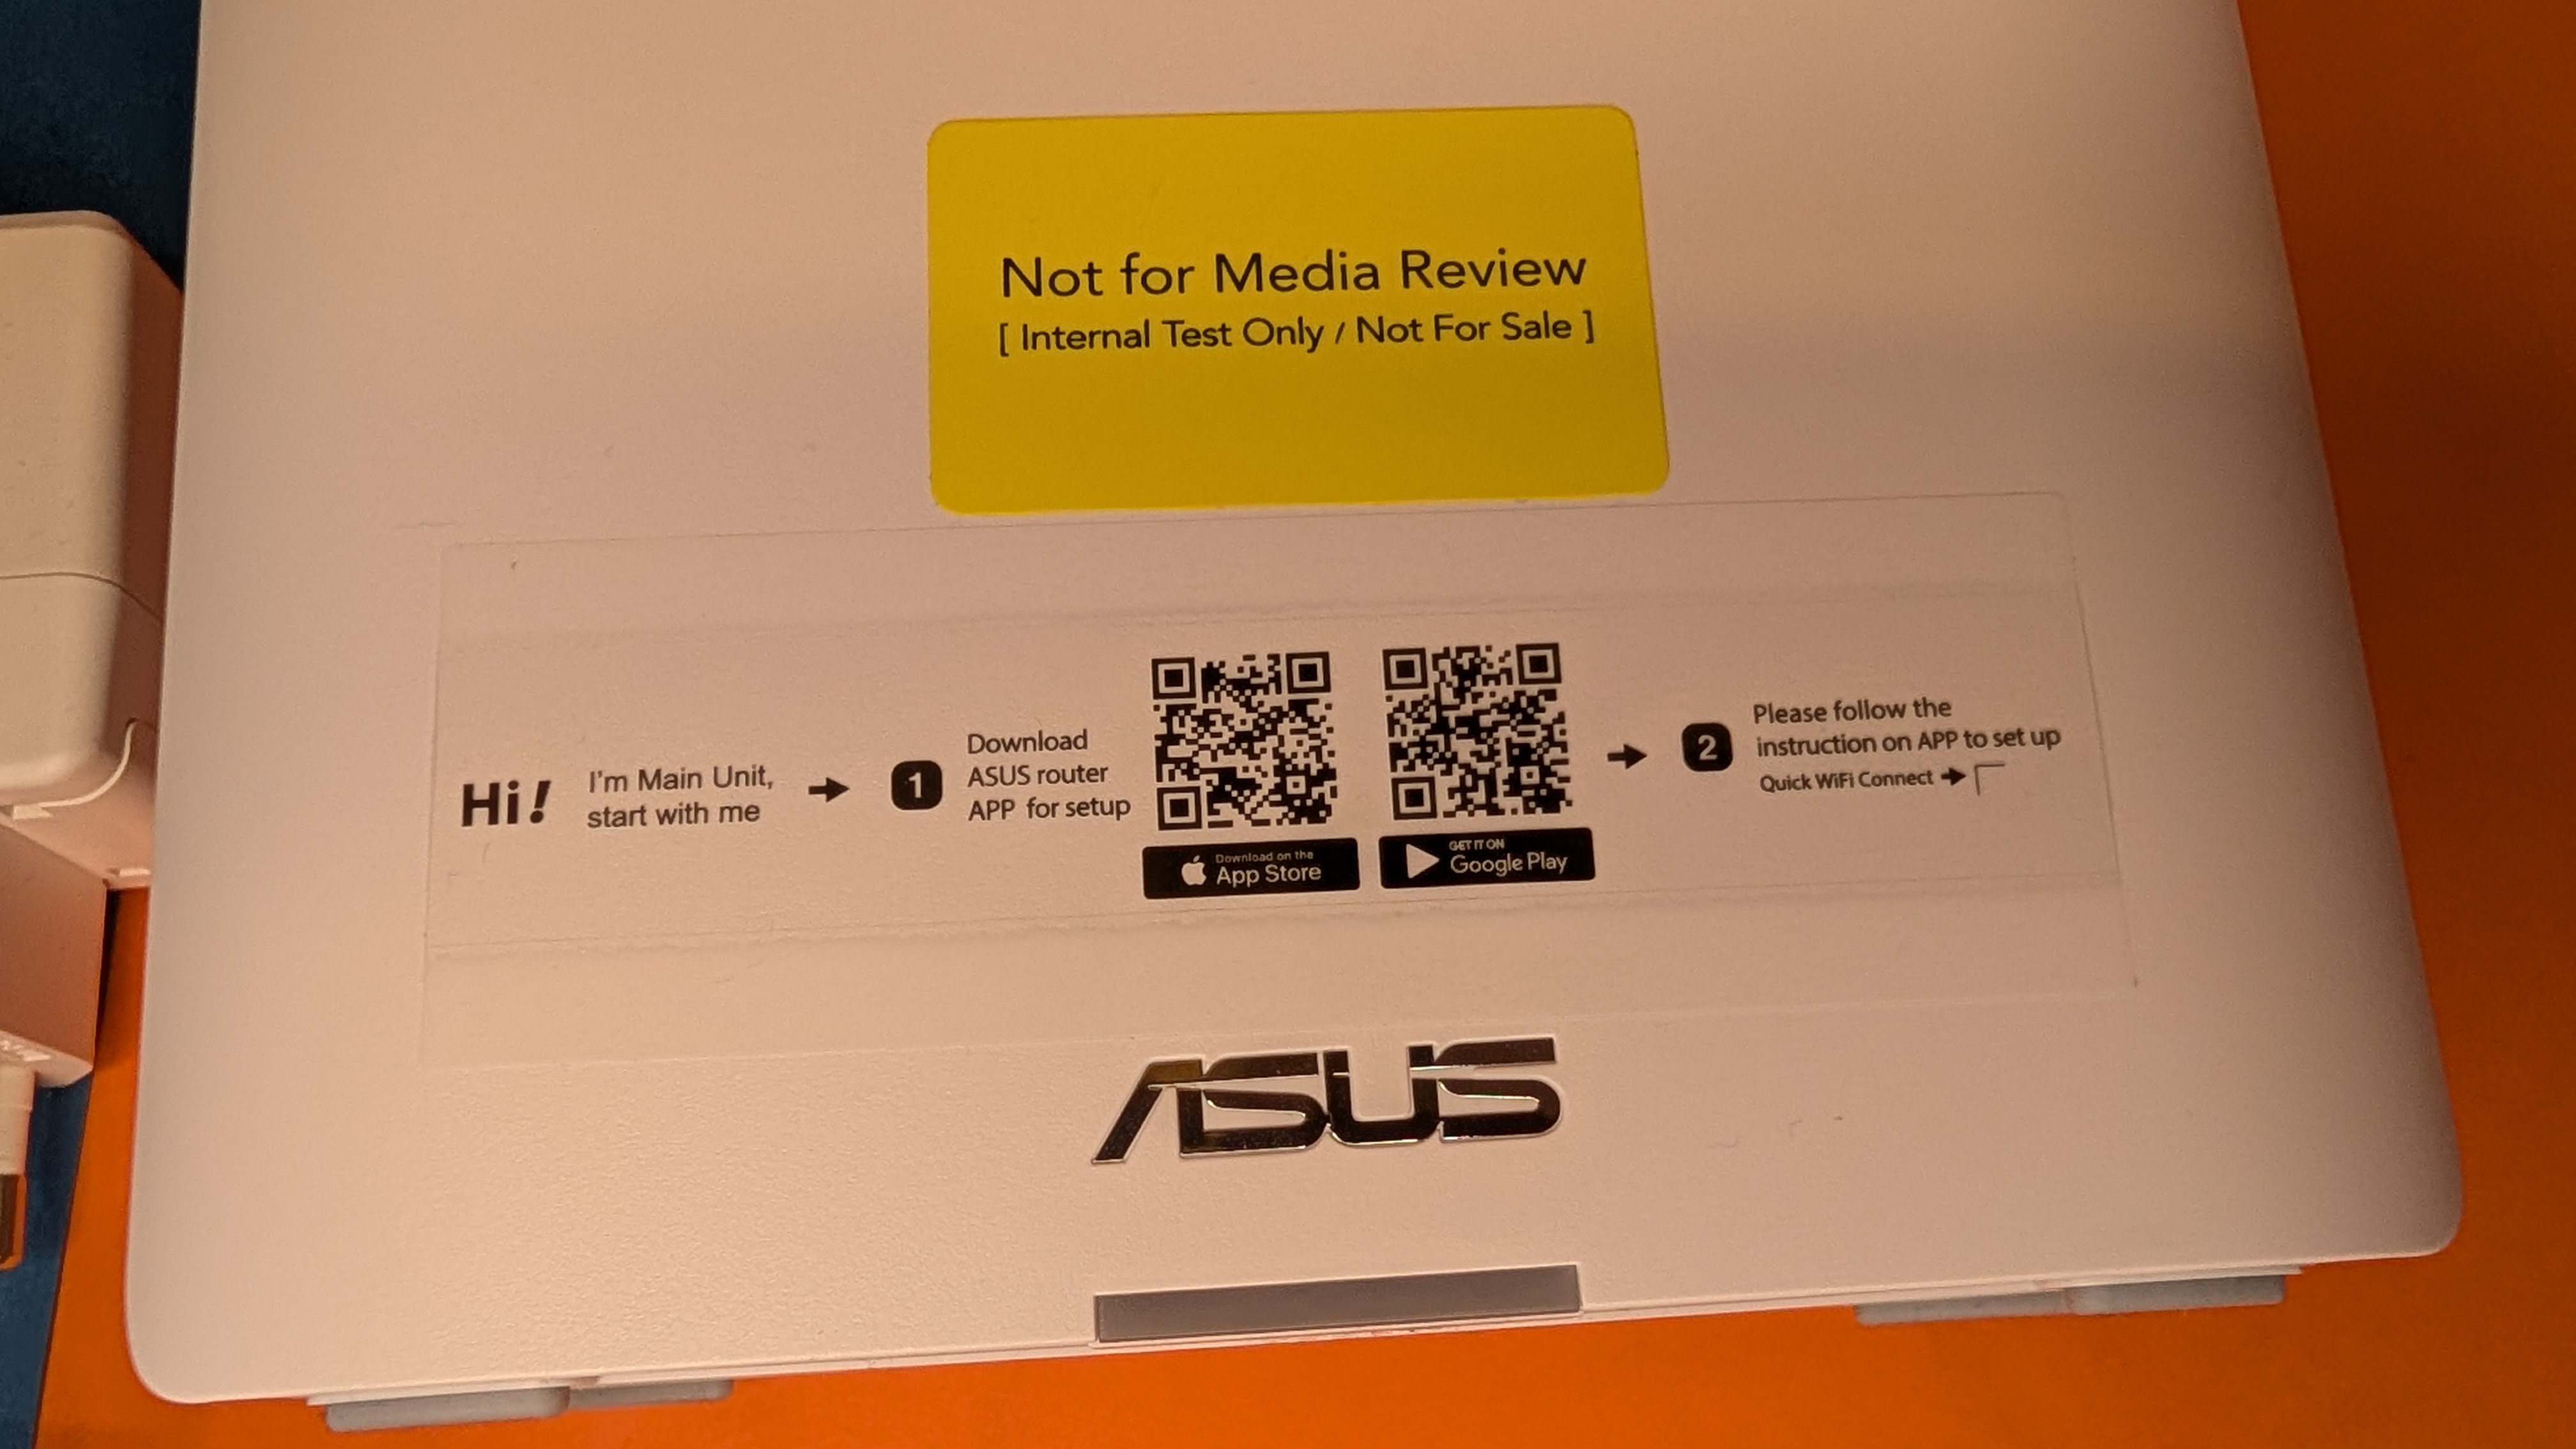 Not for Media Review
[ Internal Test Only / Not For Sale ]
Hi!
I'm Main Unit,
start with me
1
Download
ASUS router
APP for setup
Download on the
App Store
GET IT ON
Google Play
2
Please follow the
instruction on APP to set up
Quick WiFi Connect
ASUS